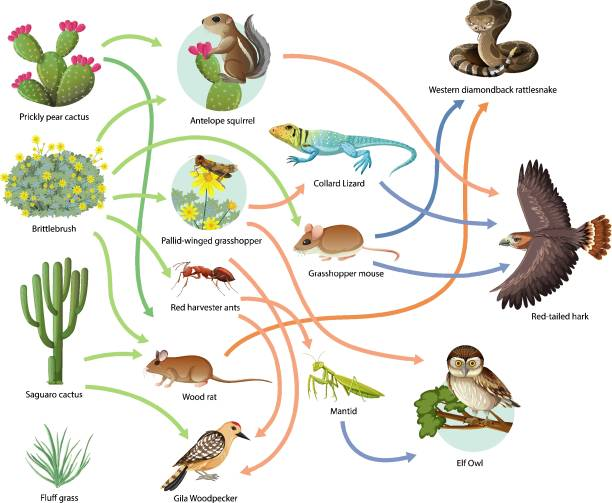 Western diamondback rattlesnake
Prickly pear cactus
Antelope squirrel
Collard Lizard
Brittlebrush
Pallid-winged grasshopper
Grasshopper mouse
Red harvester ants
Red-tailed hark
Saguaro cactus
Wood rat
Mantid
Elf Owl
Fluff grass
Gila Woodpecker